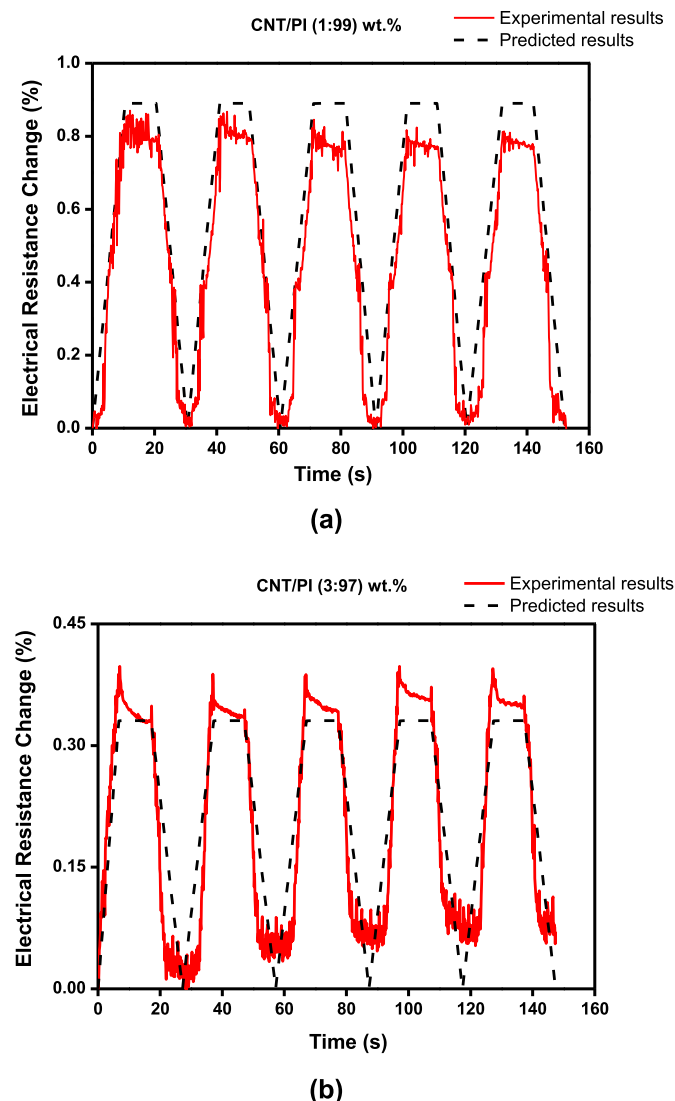 CNT/PI (1:99) wt.%
Experimental results
Predicted results
Electrical Resistance Change (%)
1.0
0.8
0.6
0.4
0.2
0.0
0 20 40 60 80 100 120 140 160
Time (s)
(a)
CNT/PI (3:97) wt.%
Experimental results
Predicted results
Electrical Resistance Change (%)
0.45
0.30
0.15
0.00
0 20 40 60 80 100 120 140 160
Time (s)
(b)